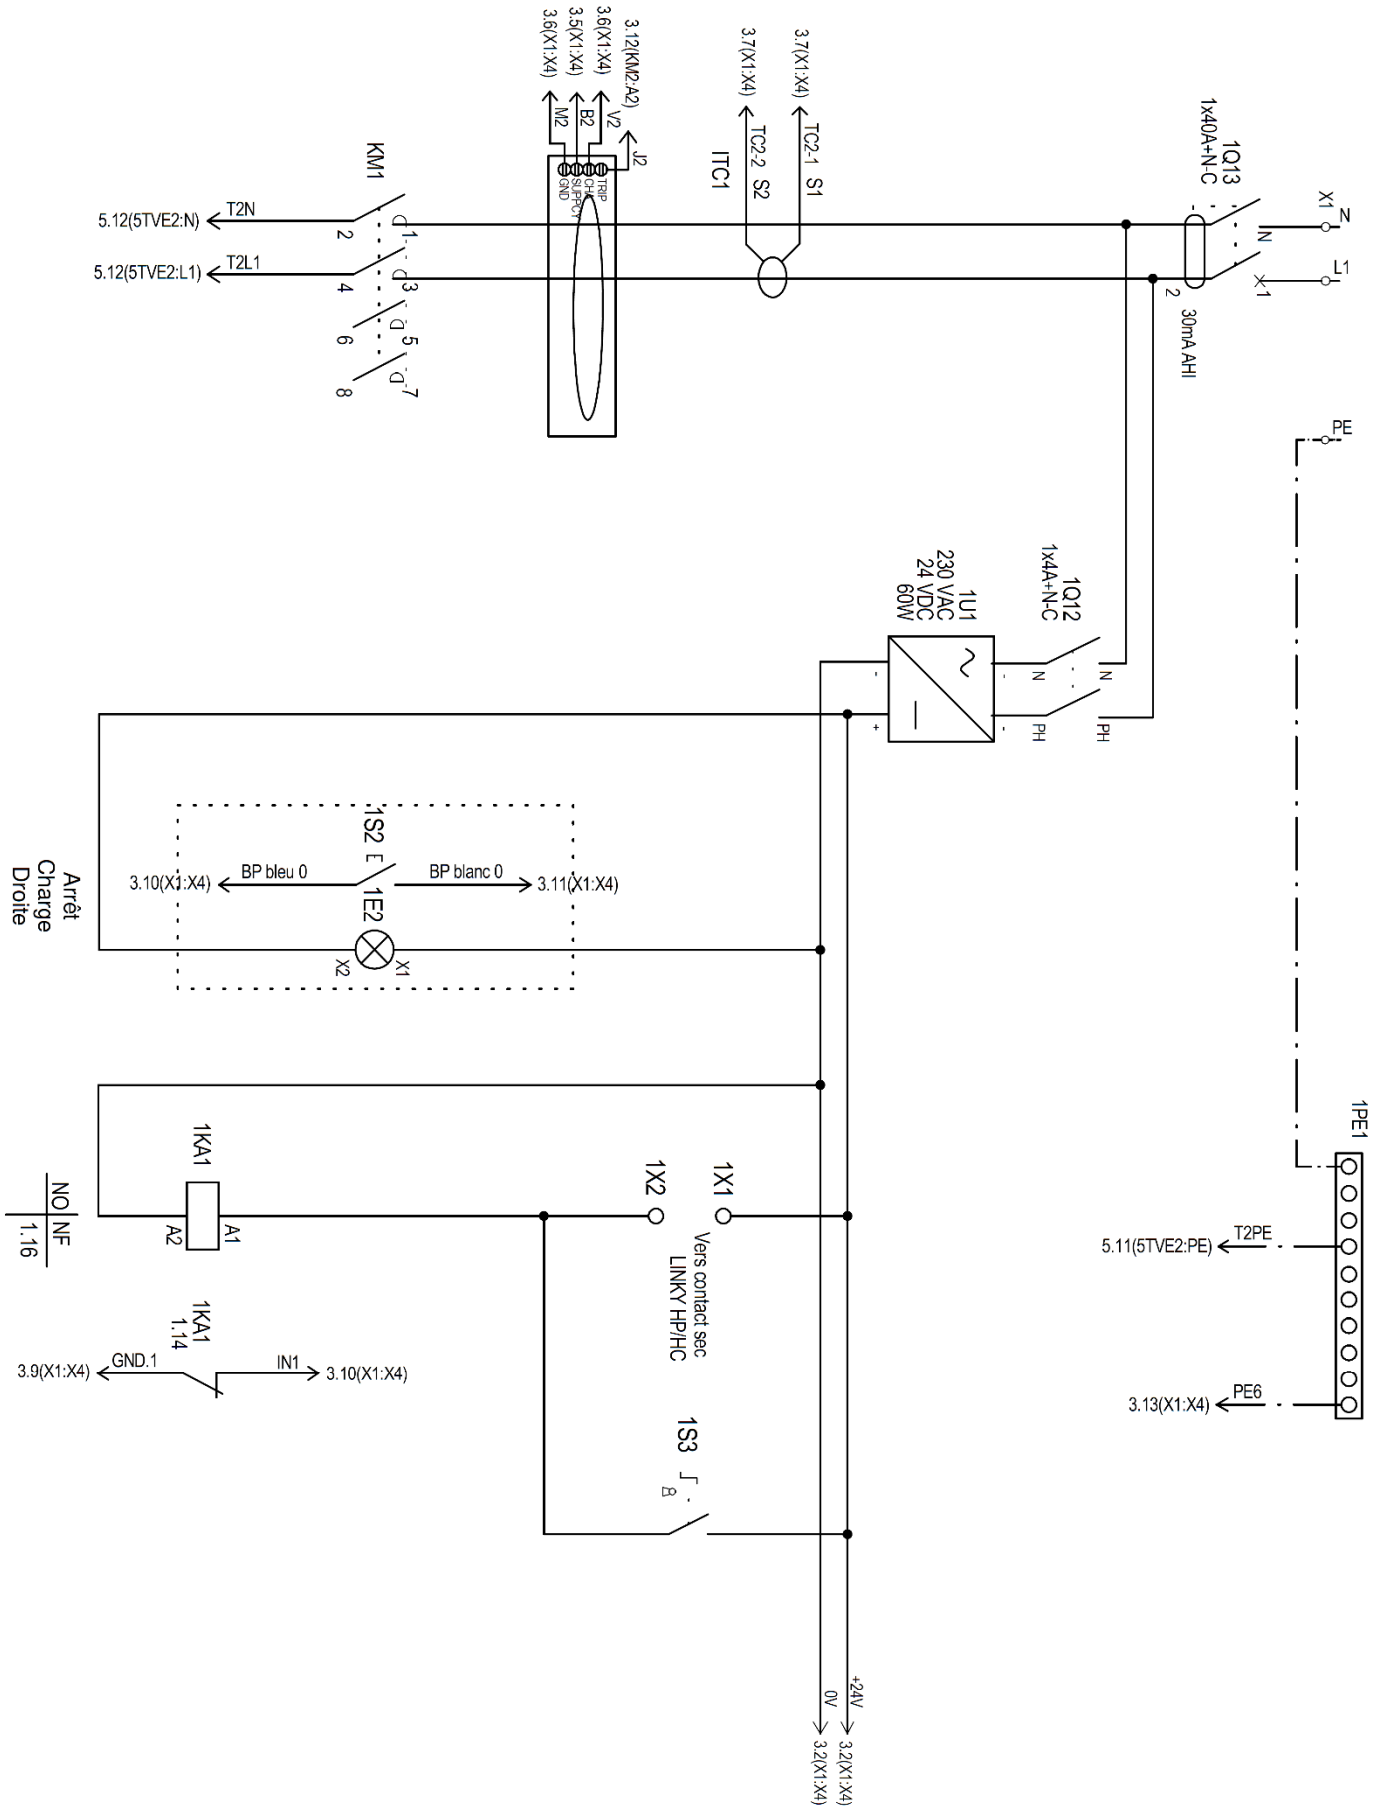 X1
N
L1
N
X1
1Q13
1x40A+N-C
2
30mA AHI
3.7(X1:X4)
3.7(X1:X4)
TC2-1
S1
TC2-2
S2
ITC1
3.6(X1:X4)
3.5(X1:X4)
3.6(X1:X4)
3.12(KM2:A2)
M2
B2
V2
J2
TRIP
SUPPCY
GND
KM1
5.12(5TVE2:N)
T2N
2
1
5.12(5TVE2:L1)
T2L1
4
3
6
5
8
7
PE
1PE1
5.11(5TVE2:PE)
T2PE
3.13(X1:X4)
PE6
1Q12
1x4A+N-C
N
N
PH
PH
1U1
230 VAC
24 VDC
60W
-
+
-
-
Arrêt
Charge
Droite
1S2
3.10(X1:X4)
BP bleu 0
BP blanc 0
3.11(X1:X4)
1E2
X2
X1
1KA1
A2
A1
NO
NF
1.16
1X2
1X1
Vers contact sec
LINKY HP/HC
1KA1
1.14
3.9(X1:X4)
GND.1
IN1
3.10(X1:X4)
1S3
+24V
0V
3.2(X1:X4)
3.2(X1:X4)